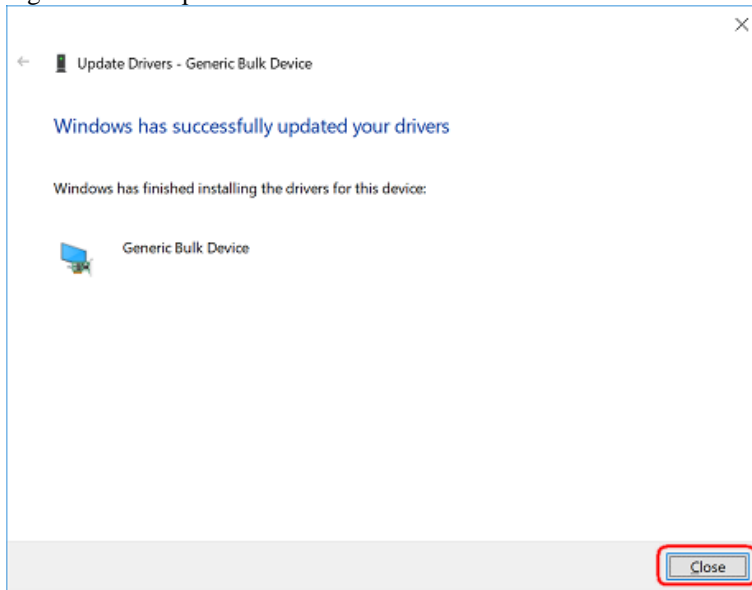 Update Drivers - Generic Bulk Device
Windows has successfully updated your drivers
Windows has finished installing the drivers for this device:
Generic Bulk Device
Close